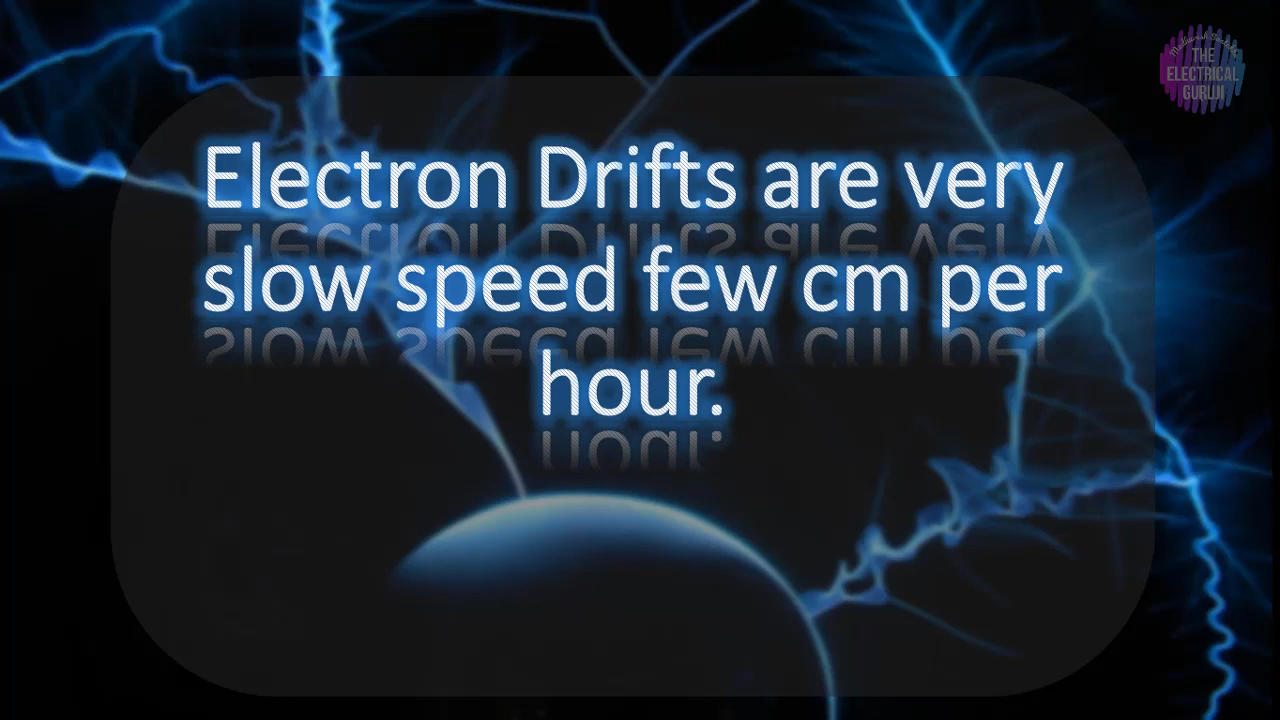 THE
ELECTRICAL
GURUJI
Electron Drifts are very
slow speed few cm per
hour.